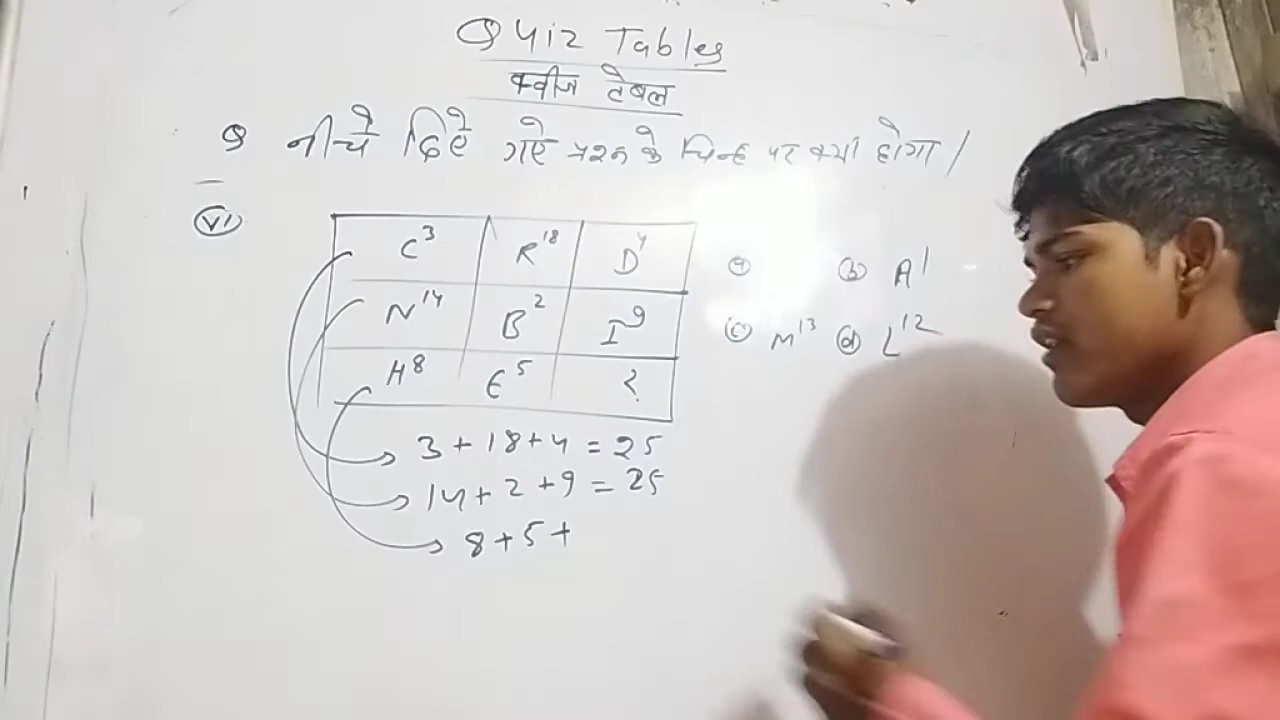 Quiz Tables
क्वीज टेबल
Q नीचे दिए गए प्रश्न के चिन्ह पर क्या होगा /
(vi)
C³ R¹⁸ D⁴
N¹⁴ B² I⁹
H⁸ E⁵ ?
(a) (b) A¹
(c) M¹³ (d) L¹²
3 + 18 + 4 = 25
14 + 2 + 9 = 25
8 + 5 +